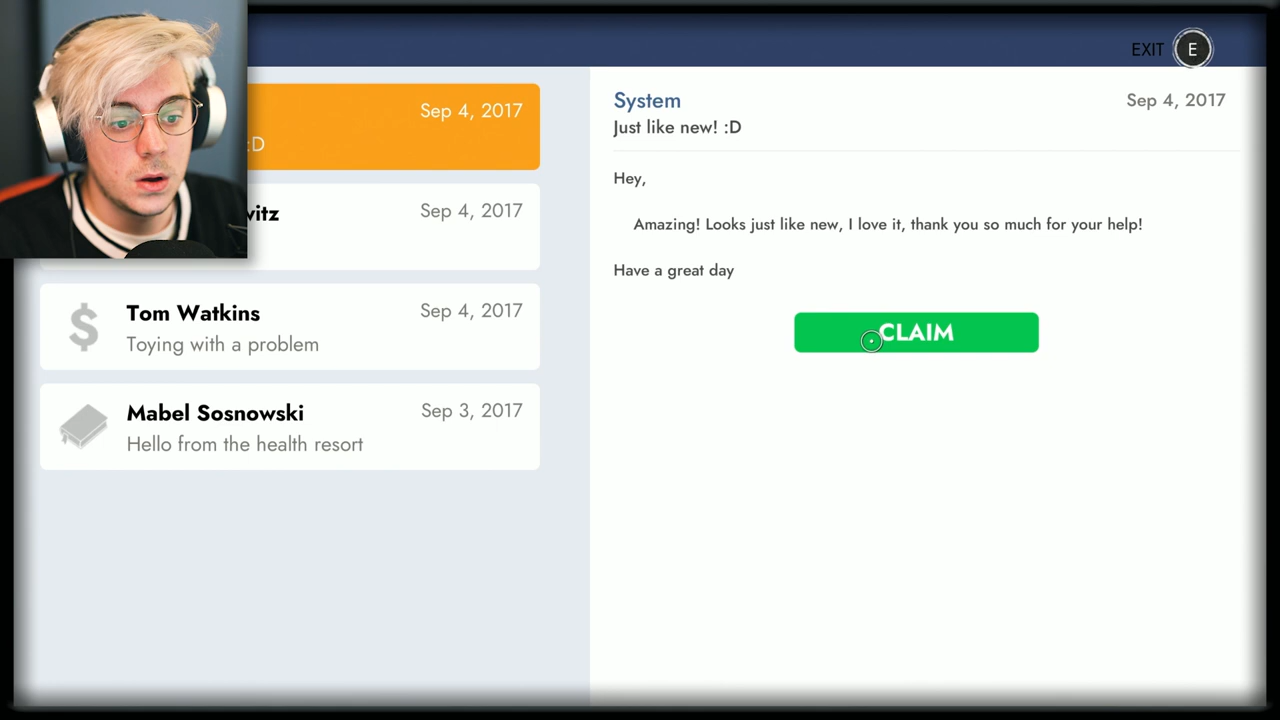 EXIT E
Sep 4, 2017
:D
Sep 4, 2017
Tom Watkins
Sep 4, 2017
Toying with a problem
Mabel Sosnowski
Sep 3, 2017
Hello from the health resort
System
Sep 4, 2017
Just like new! :D
Hey,
Amazing! Looks just like new, I love it, thank you so much for your help!
Have a great day
CLAIM